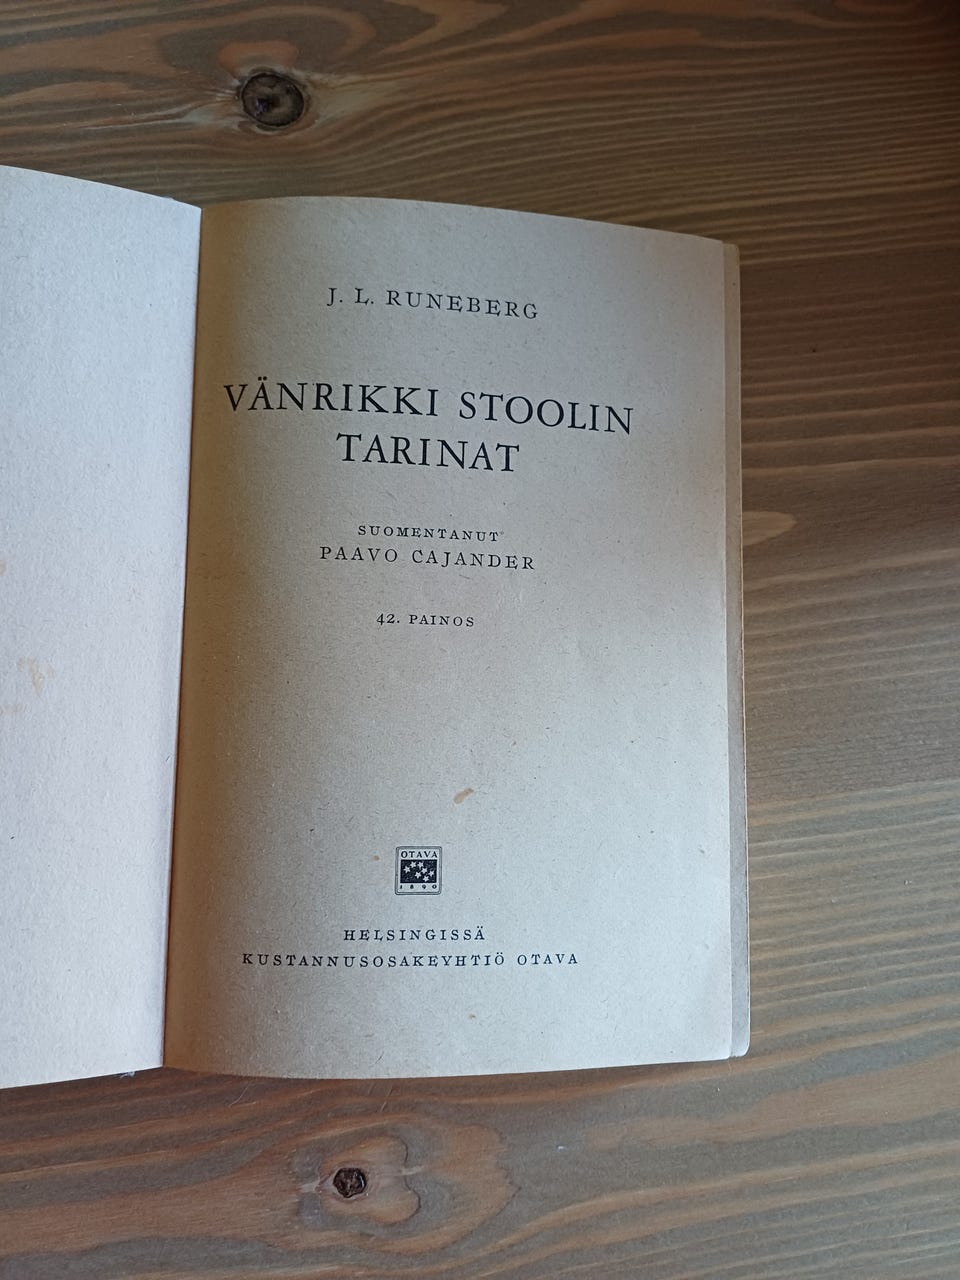 J. L. RUNEBERG
VÄNRIKKI STOOLIN
TARINAT
SUOMENTANUT
PAAVO CAJANDER
42. PAINOS
OTAVA
1890
HELSINGISSÄ
KUSTANNUSOSAKEYHTIÖ OTAVA